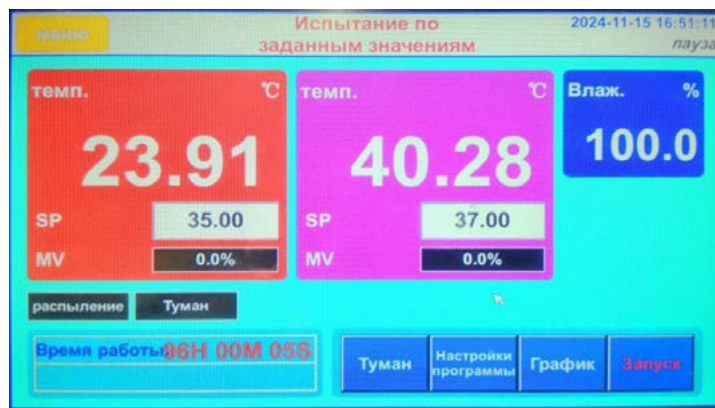 меню
Испытание по
заданным значениям
2024-11-15 16:51:11
пауза
темп. ℃
23.91
SP 35.00
MV 0.0%
темп. ℃
40.28
SP 37.00
MV 0.0%
Влаж. %
100.0
распыление
Туман
Время работы 96H 00M 05S
Туман
Настройки
программы
График
Запуск